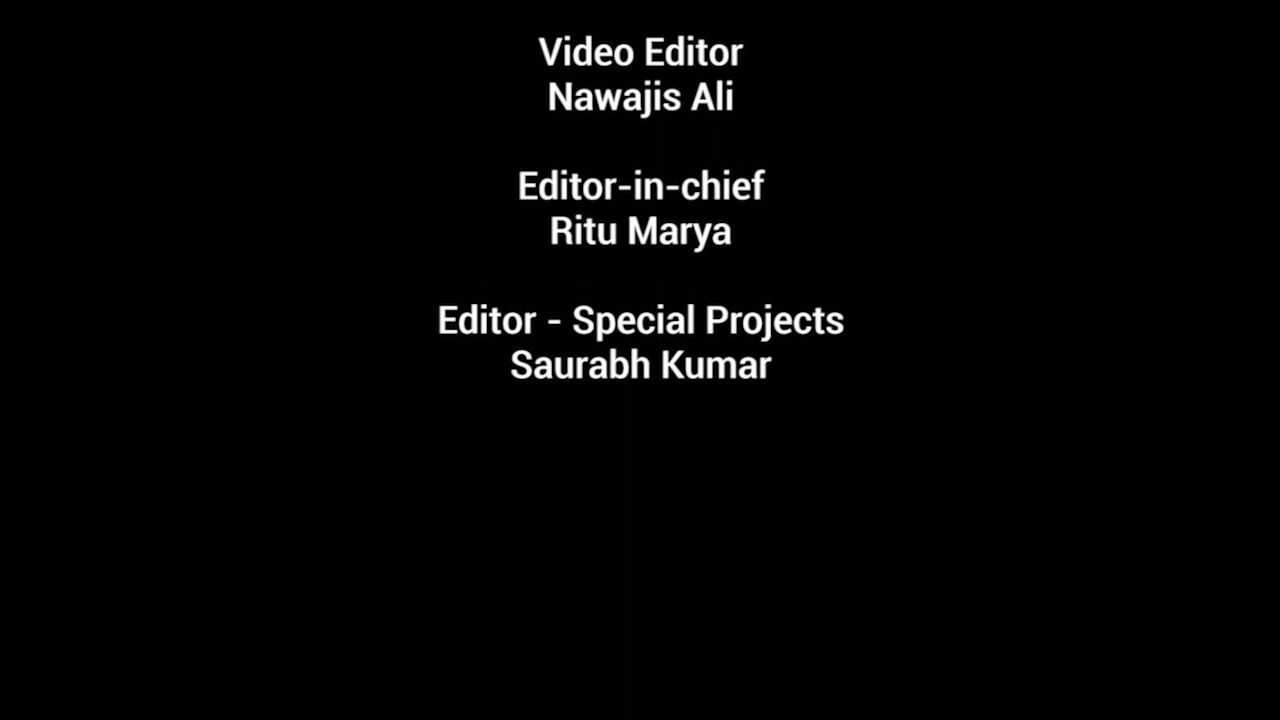 Video Editor
Nawajis Ali
Editor-in-chief
Ritu Marya
Editor - Special Projects
Saurabh Kumar